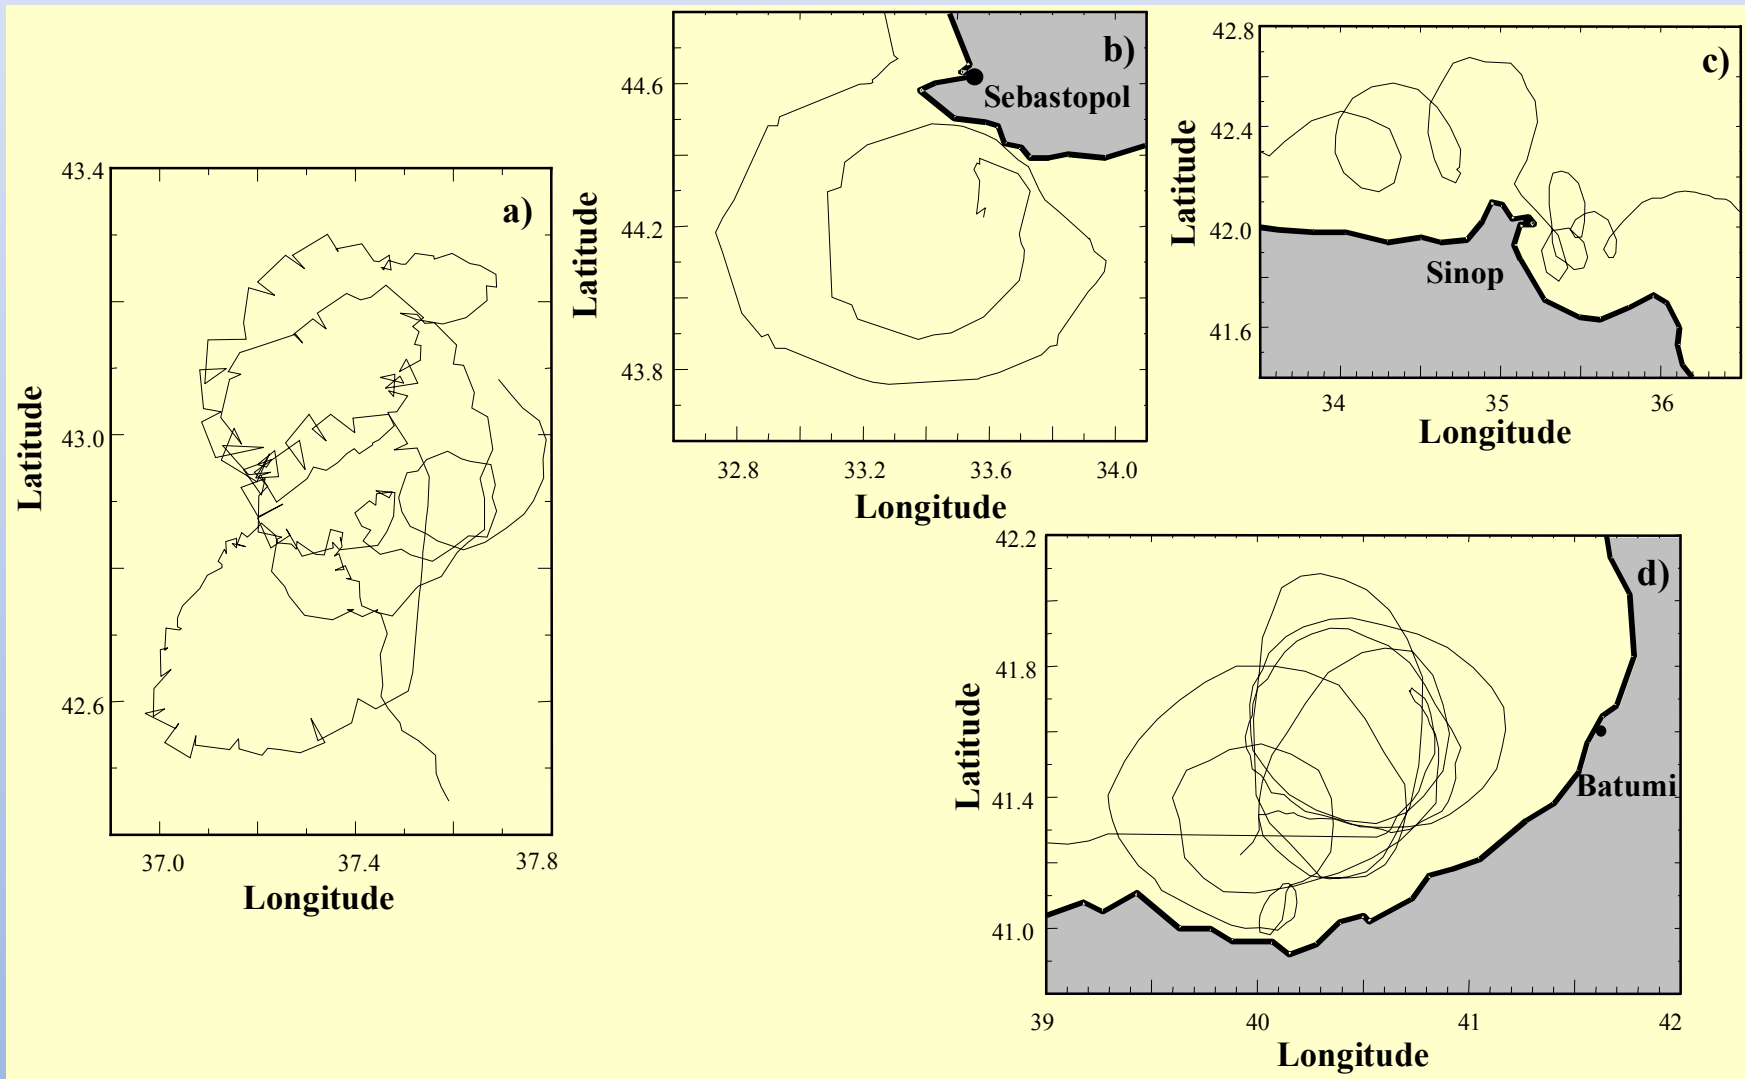 a)
43.4
43.0
42.6
Latitude
37.0
37.4
37.8
Longitude
b)
Sebastopol
44.6
44.2
43.8
Latitude
32.8
33.2
33.6
34.0
Longitude
c)
42.8
42.4
42.0
41.6
Latitude
Sinop
34
35
36
Longitude
d)
42.2
41.8
41.4
41.0
Latitude
Batumi
39
40
41
42
Longitude